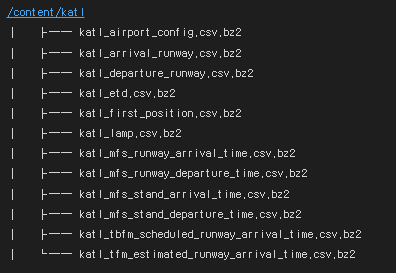 /content/katl
│   ├── katl_airport_config.csv.bz2
│   ├── katl_arrival_runway.csv.bz2
│   ├── katl_departure_runway.csv.bz2
│   ├── katl_etd.csv.bz2
│   ├── katl_first_position.csv.bz2
│   ├── katl_lamp.csv.bz2
│   ├── katl_mfs_runway_arrival_time.csv.bz2
│   ├── katl_mfs_runway_departure_time.csv.bz2
│   ├── katl_mfs_stand_arrival_time.csv.bz2
│   ├── katl_mfs_stand_departure_time.csv.bz2
│   ├── katl_tbfm_scheduled_runway_arrival_time.csv.bz2
│   └── katl_tfm_estimated_runway_arrival_time.csv.bz2